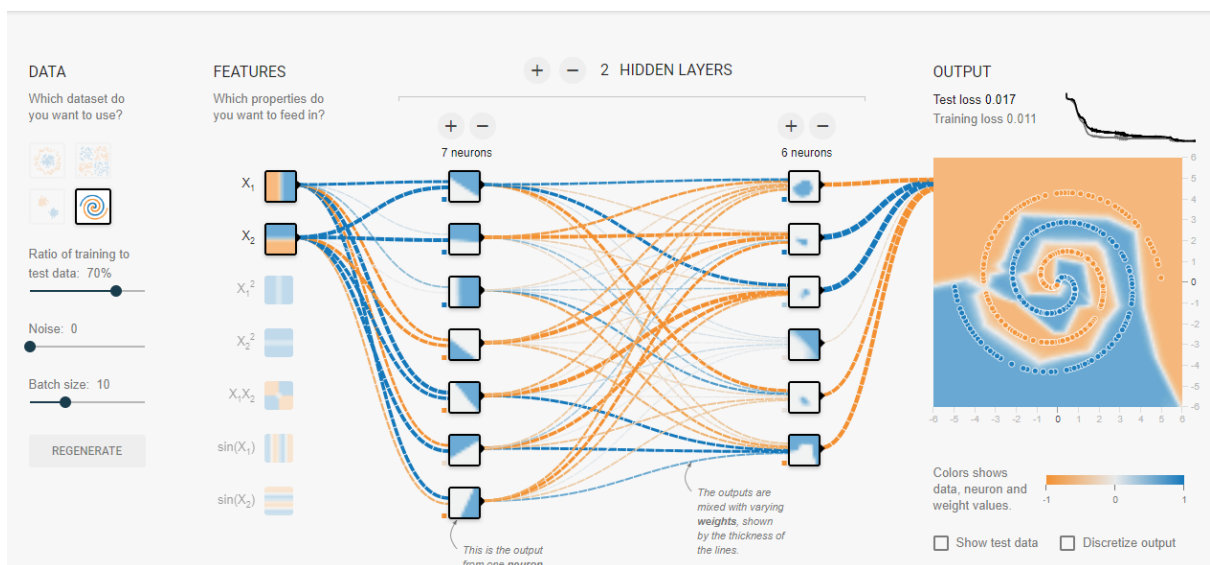 DATA
Which dataset do
you want to use?
Ratio of training to
test data: 70%
Noise: 0
Batch size: 10
REGENERATE
FEATURES
Which properties do
you want to feed in?
X1
X2
X1²
X2²
X1X2
sin(X1)
sin(X2)
+ − 2 HIDDEN LAYERS
+ −
7 neurons
+ −
6 neurons
This is the output
from one neuron.
The outputs are
mixed with varying
weights, shown
by the thickness of
the lines.
OUTPUT
Test loss 0.017
Training loss 0.011
6
5
4
3
2
1
0
-1
-2
-3
-4
-5
-6
-6 -5 -4 -3 -2 -1 0 1 2 3 4 5 6
Colors shows
data, neuron and
weight values.
-1 0 1
Show test data
Discretize output